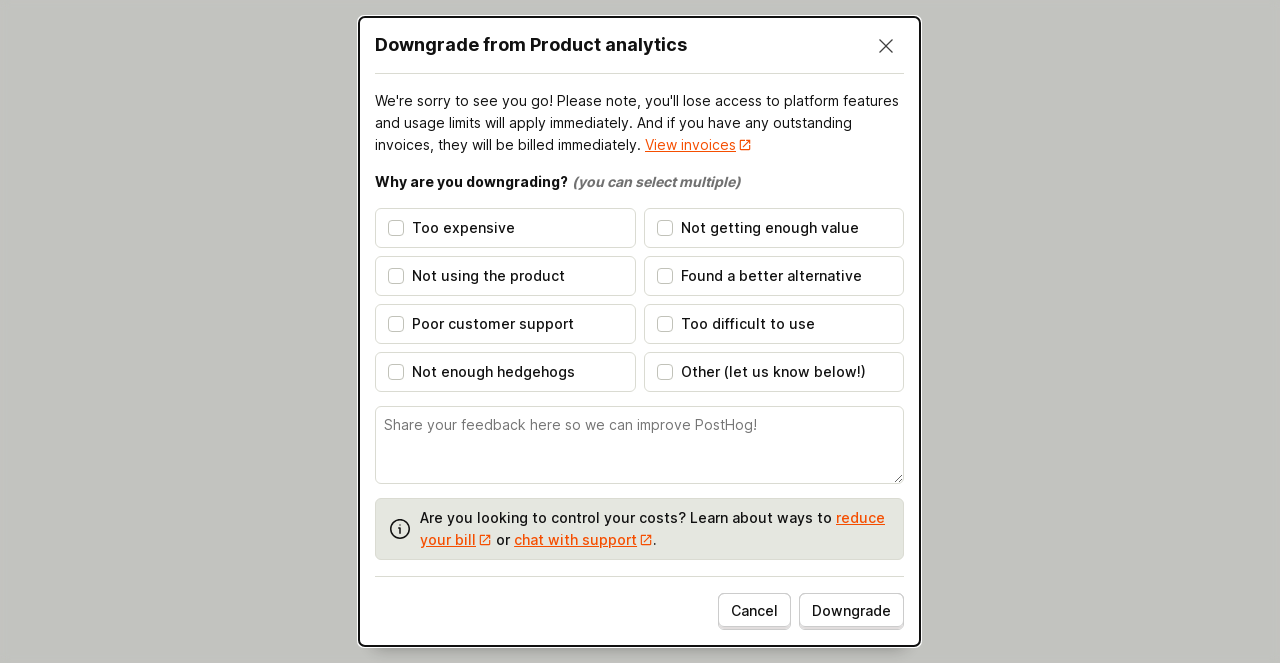 Downgrade from Product analytics
We're sorry to see you go! Please note, you'll lose access to platform features
and usage limits will apply immediately. And if you have any outstanding
invoices, they will be billed immediately. View invoices
Why are you downgrading? (you can select multiple)
Too expensive
Not getting enough value
Not using the product
Found a better alternative
Poor customer support
Too difficult to use
Not enough hedgehogs
Other (let us know below!)
Share your feedback here so we can improve PostHog!
Are you looking to control your costs? Learn about ways to reduce
your bill or chat with support.
Cancel
Downgrade